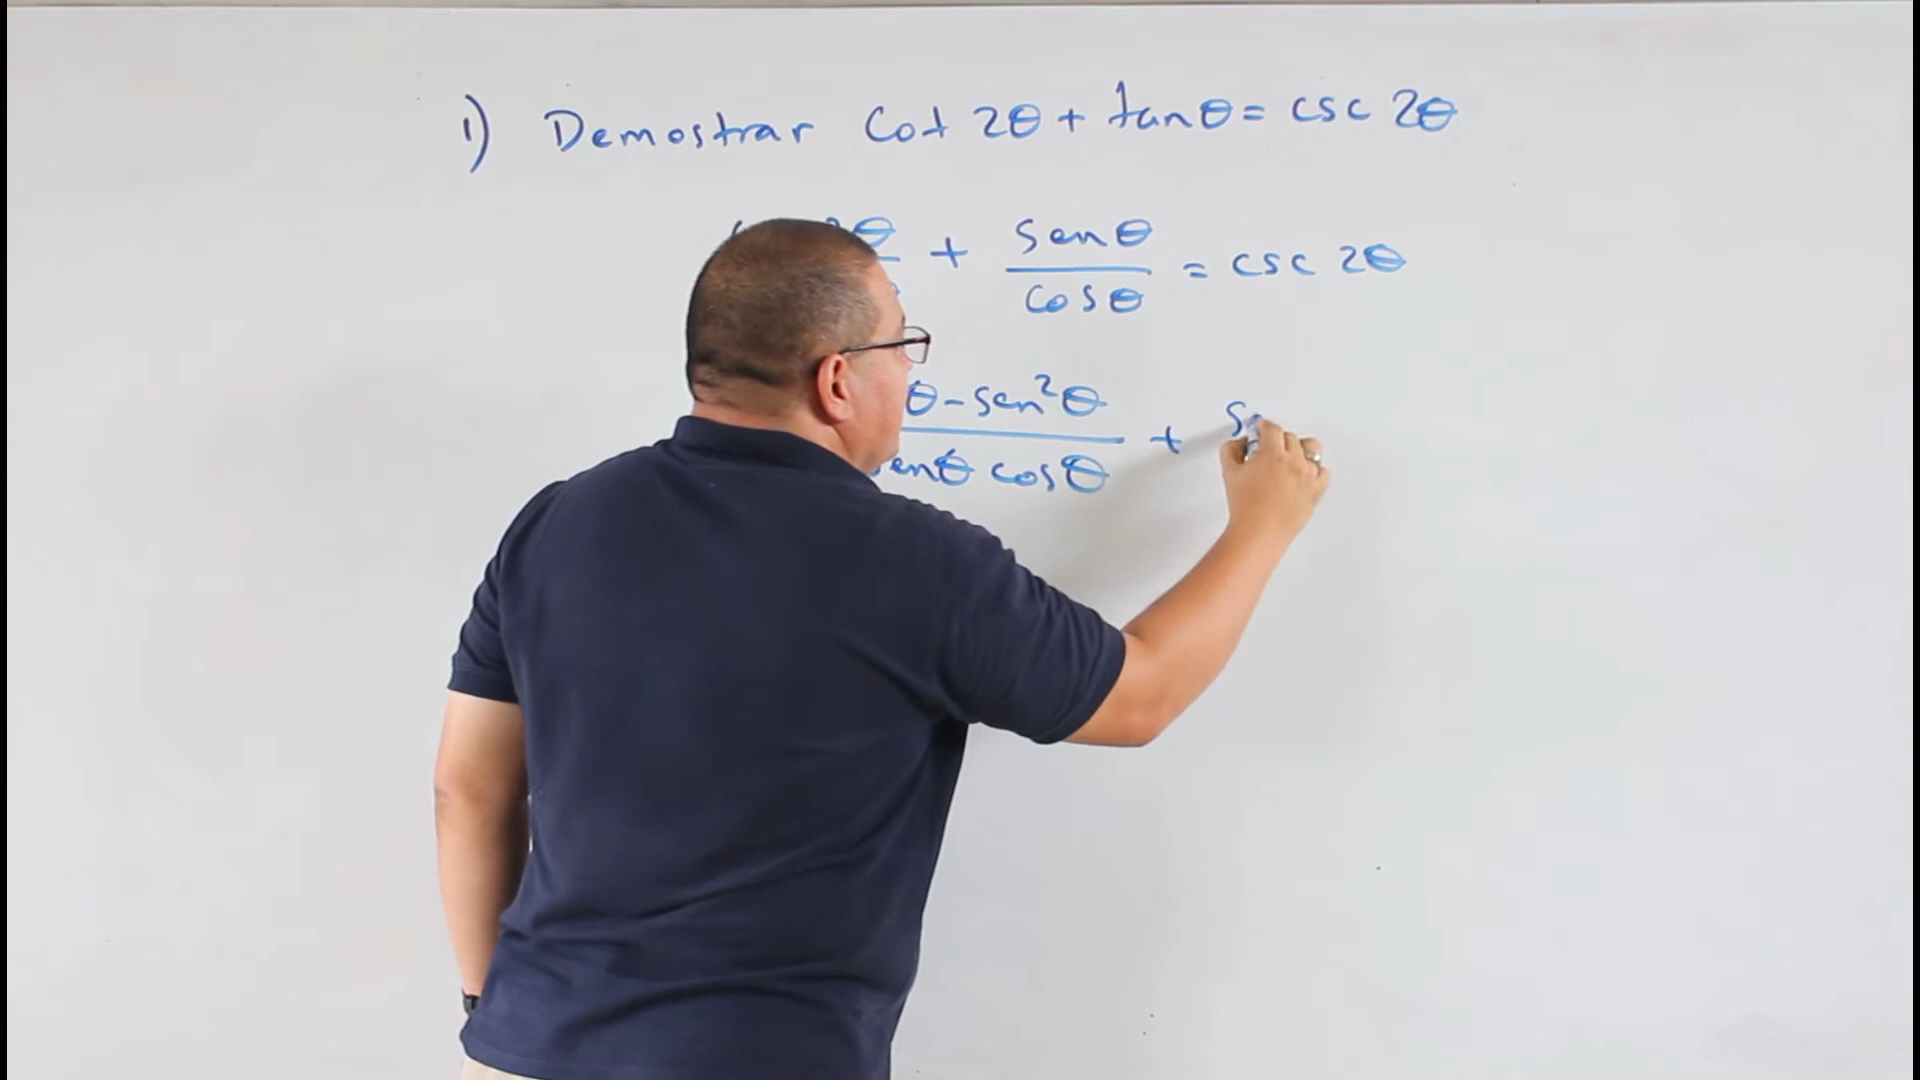 1) Demostrar Cot 2θ + tanθ = csc 2θ
θ + senθ/cosθ = csc 2θ
θ - sen²θ / senθ cosθ + s